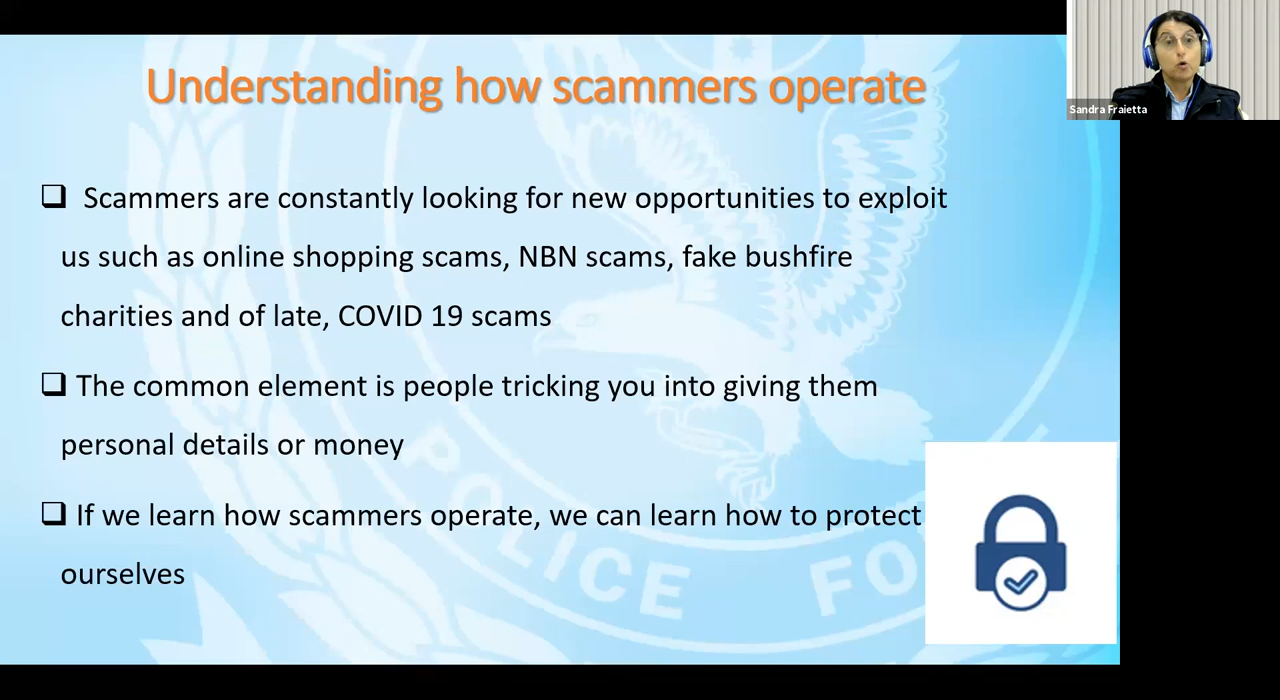 Understanding how scammers operate
Sandra Fraietta
❑ Scammers are constantly looking for new opportunities to exploit
us such as online shopping scams, NBN scams, fake bushfire
charities and of late, COVID 19 scams
❑ The common element is people tricking you into giving them
personal details or money
❑ If we learn how scammers operate, we can learn how to protect
ourselves
POLICE FO